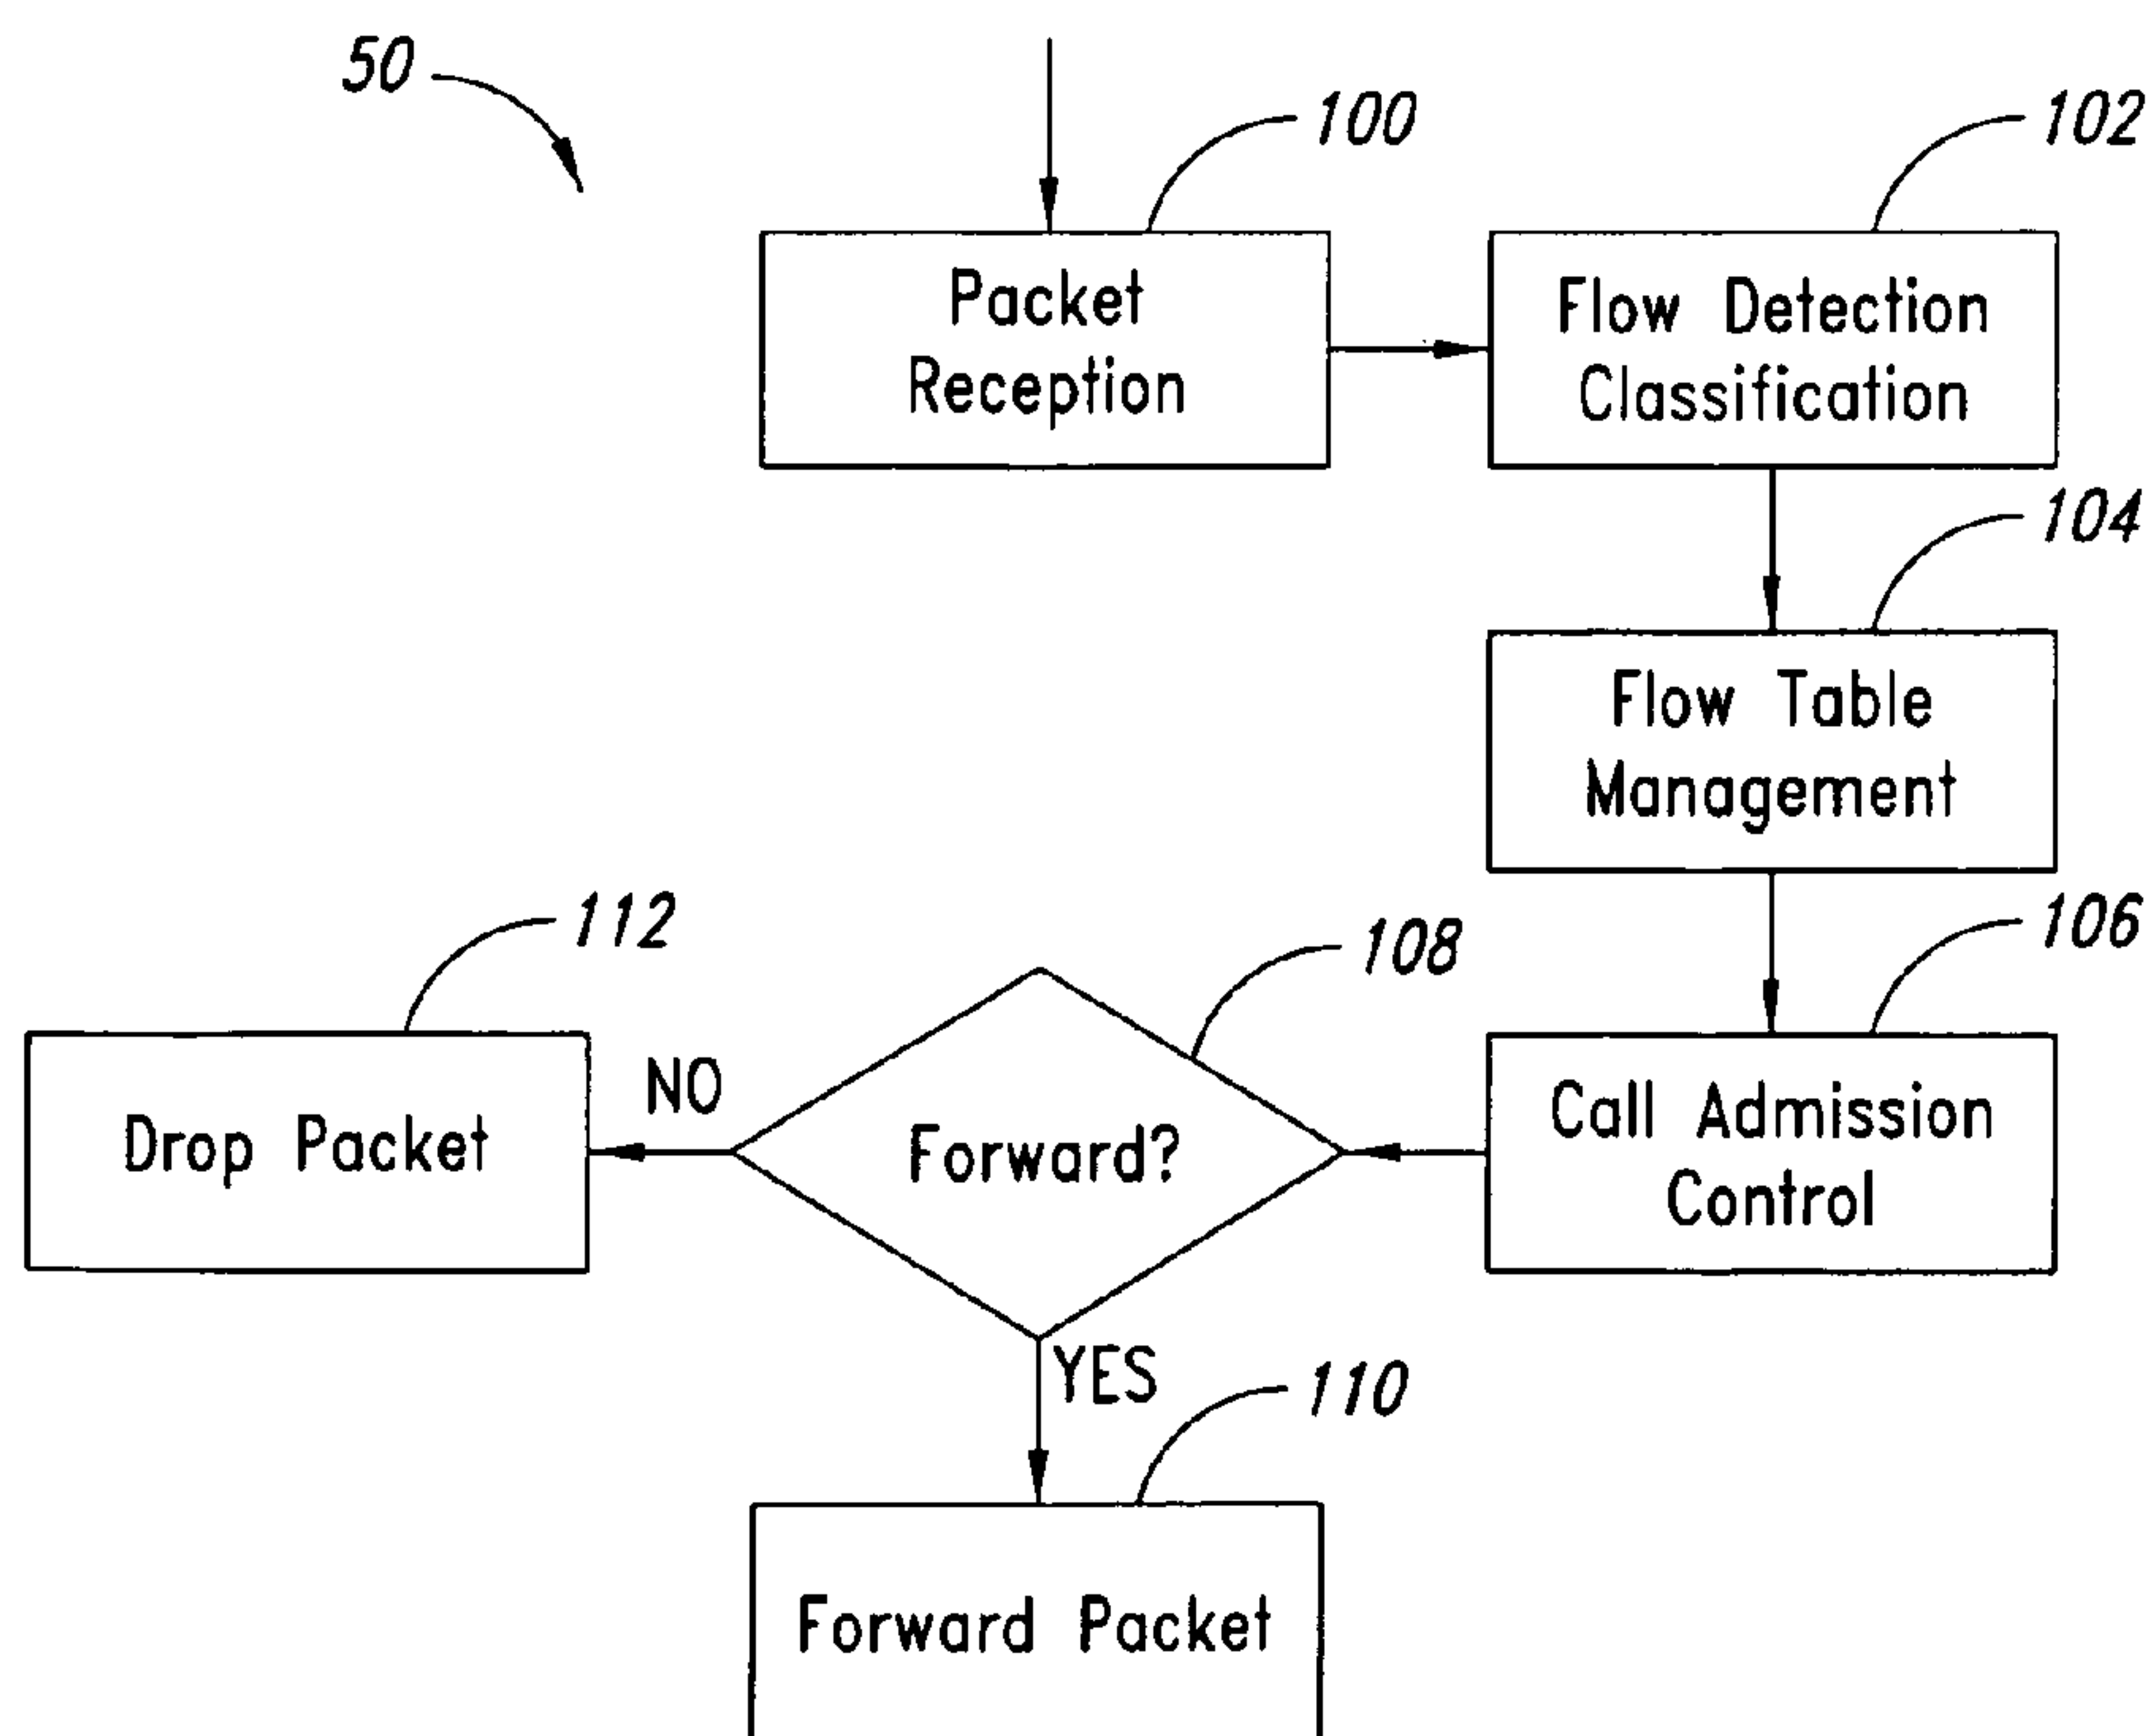 50
100
102
Packet
Reception
Flow Detection
Classification
104
Flow Table
Management
112
108
106
Drop Packet
NO
Forward?
Call Admission
Control
YES
110
Forward Packet